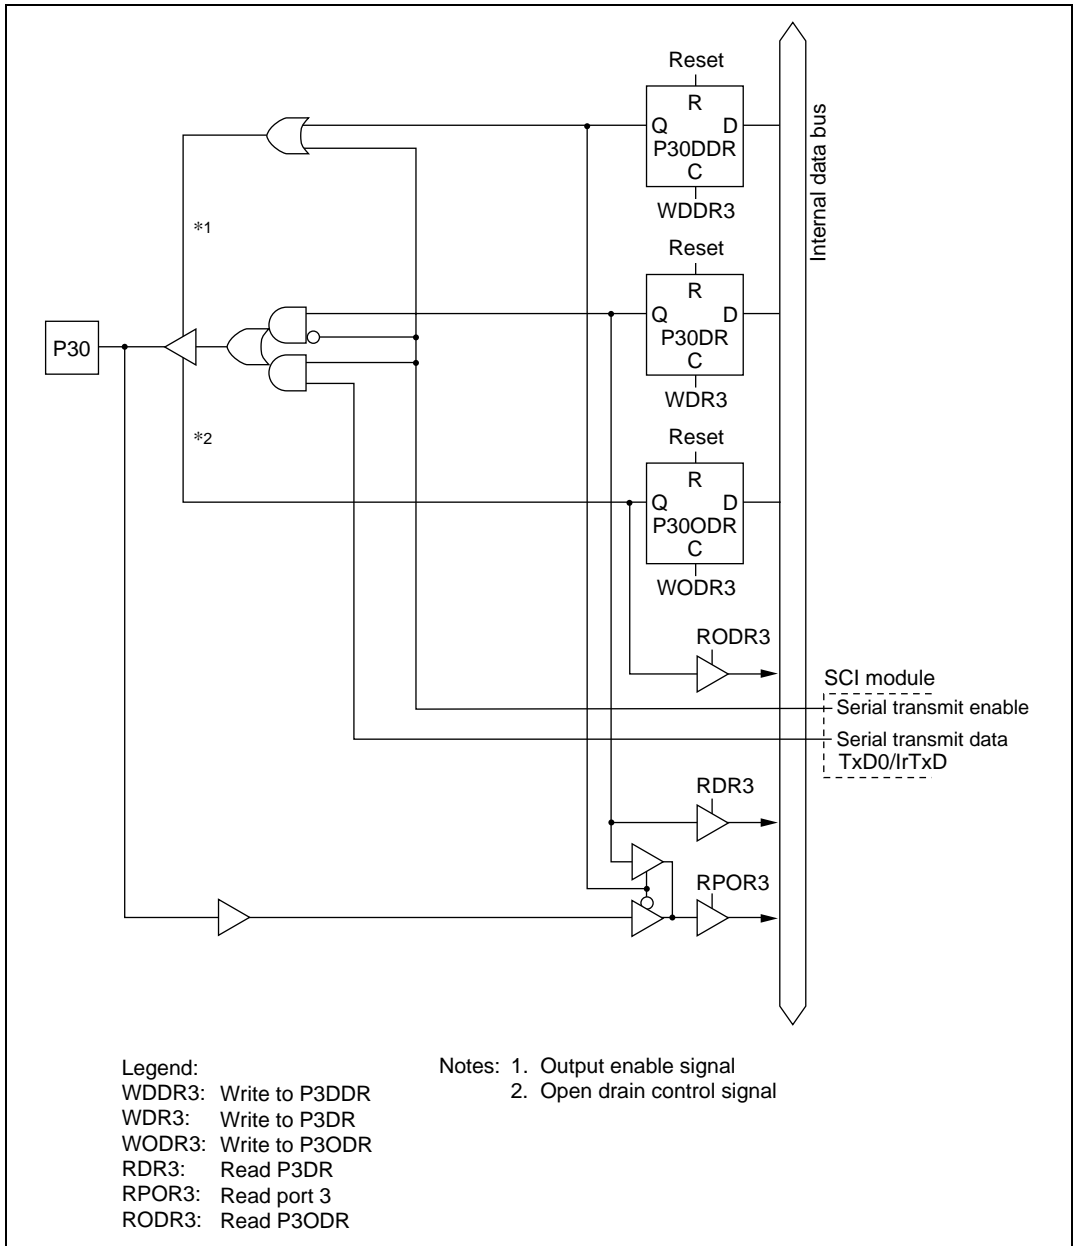 Reset
R
Q D
P30DDR
C
WDDR3
Internal data bus
*1
Reset
R
Q D
P30DR
C
WDR3
P30
*2
Reset
R
Q D
P30ODR
C
WODR3
RODR3
SCI module
Serial transmit enable
Serial transmit data
TxD0/IrTxD
RDR3
RPOR3
Legend:
WDDR3: Write to P3DDR
WDR3: Write to P3DR
WODR3: Write to P3ODR
RDR3: Read P3DR
RPOR3: Read port 3
RODR3: Read P3ODR
Notes: 1. Output enable signal
2. Open drain control signal